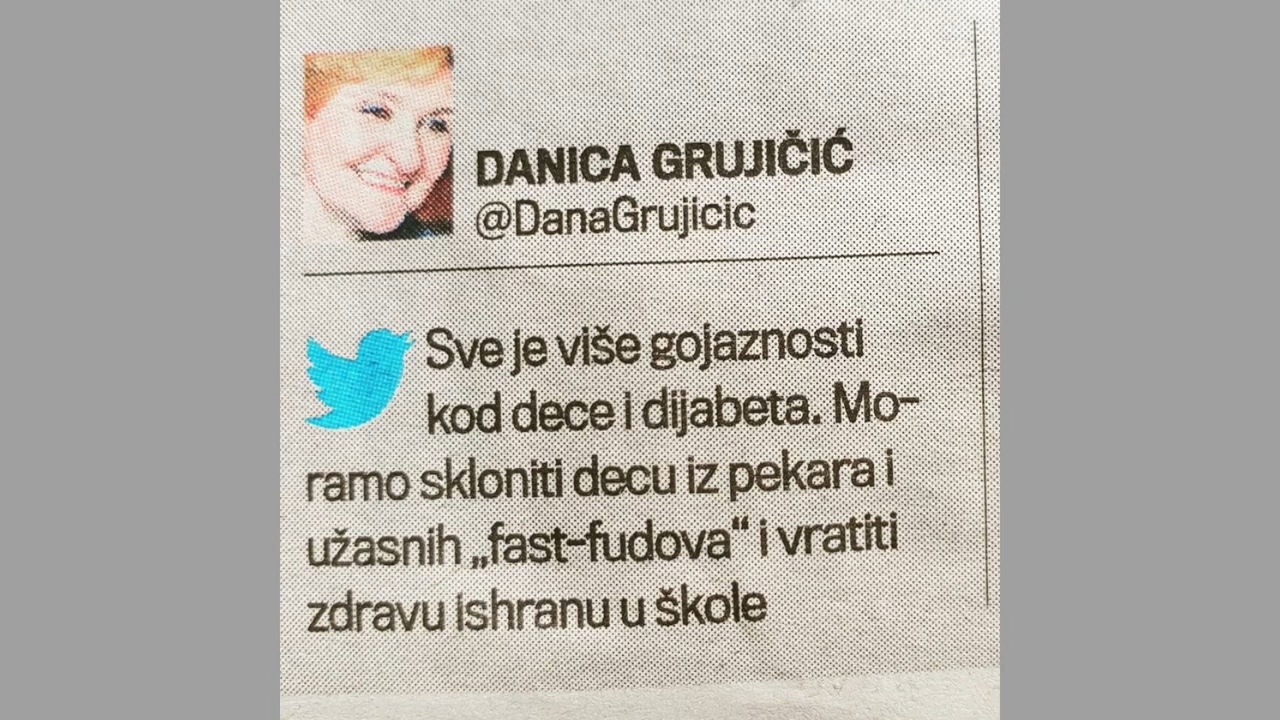 DANICA GRUJIČIĆ
@DanaGrujicic
Sve je više gojaznosti
kod dece i dijabeta. Mo-
ramo skloniti decu iz pekara i
užasnih „fast-fudova“ i vratiti
zdravu ishranu u škole